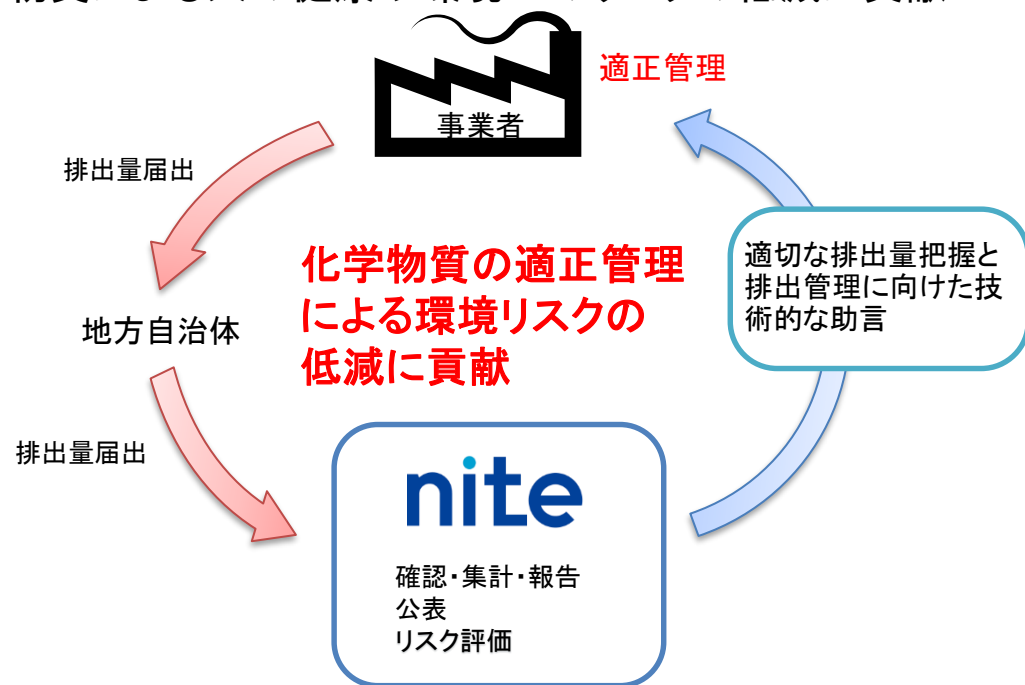 適正管理
事業者
排出量届出
化学物質の適正管理
による環境リスクの
低減に貢献
適切な排出量把握と
排出管理に向けた技
術的な助言
地方自治体
排出量届出
nite
確認・集計・報告
公表
リスク評価